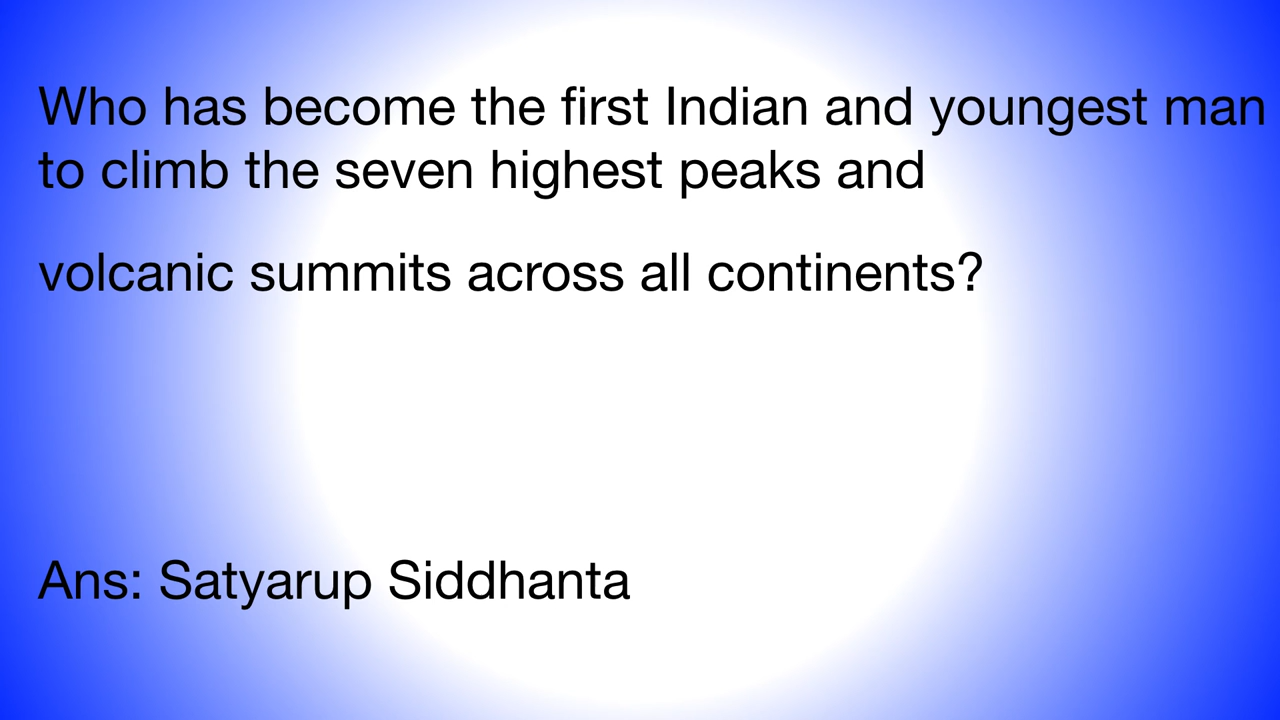 Who has become the first Indian and youngest man
to climb the seven highest peaks and
volcanic summits across all continents?
Ans: Satyarup Siddhanta